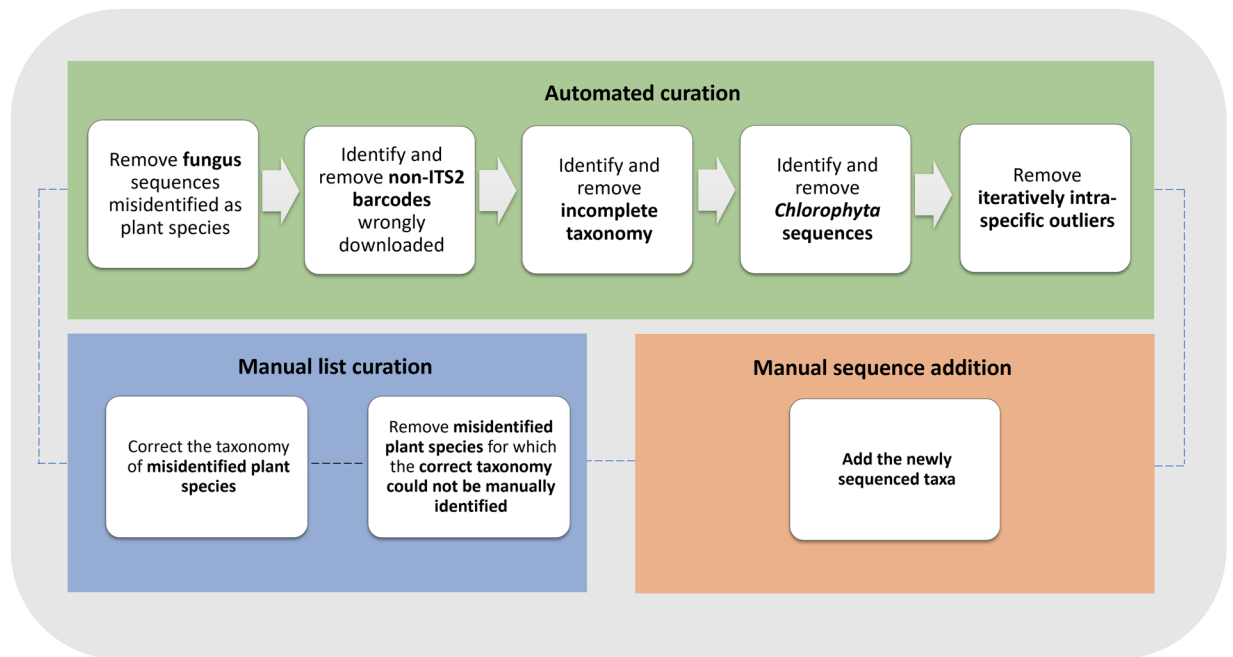 Automated curation
Remove fungus
sequences
misidentified as
plant species
Identify and
remove non-ITS2
barcodes
wrongly
downloaded
Identify and
remove
incomplete
taxonomy
Identify and
remove
Chlorophyta
sequences
Remove
iteratively intra-
specific outliers
Manual list curation
Correct the taxonomy
of misidentified plant
species
Remove misidentified
plant species for which
the correct taxonomy
could not be manually
identified
Manual sequence addition
Add the newly
sequenced taxa